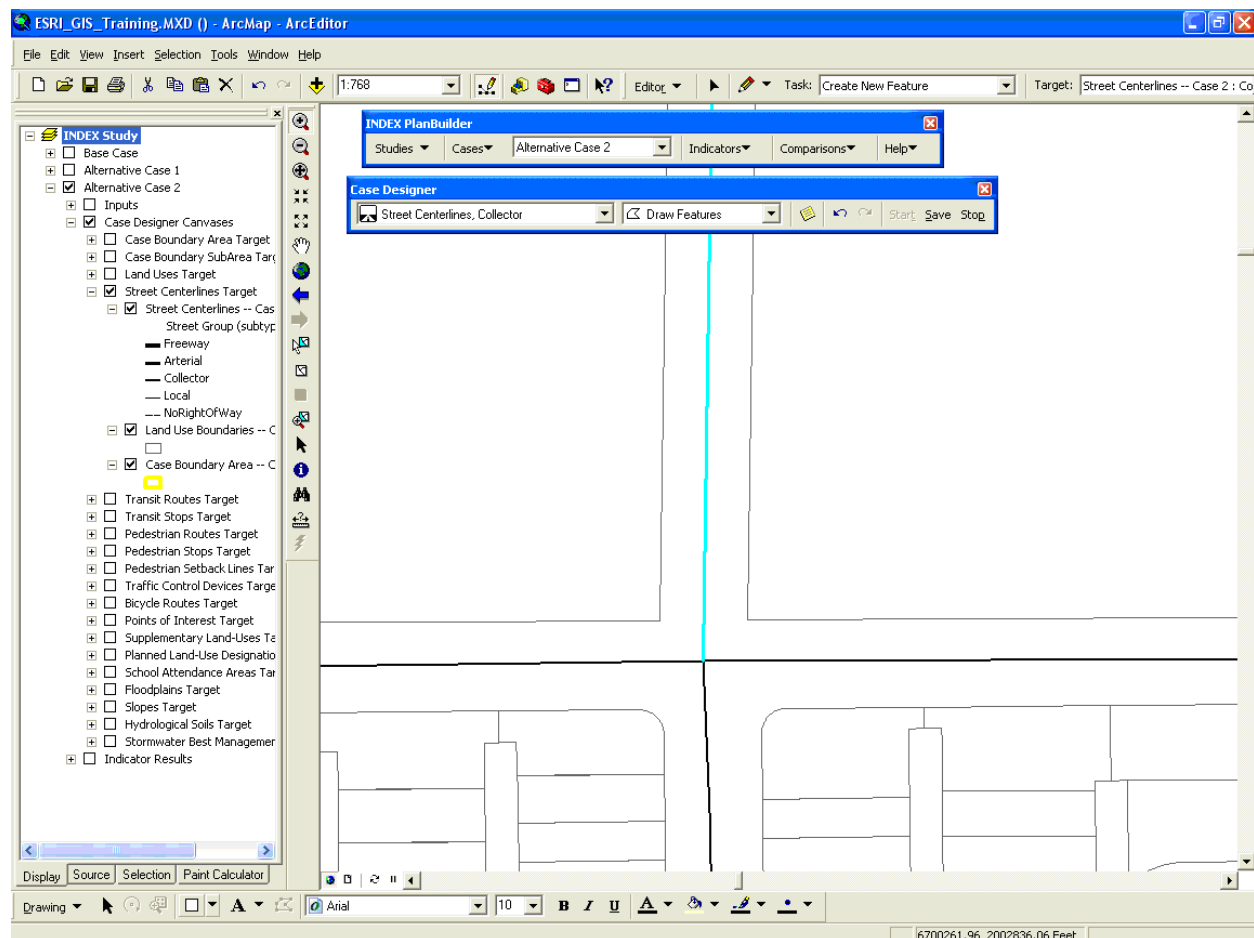 ESRI_GIS_Training.MXD () - ArcMap - ArcEditor
File Edit View Insert Selection Tools Window Help
1:768 Editor Task: Create New Feature Target: Street Centerlines -- Case 2 : Co
INDEX PlanBuilder
Studies Cases Alternative Case 2 Indicators Comparisons Help
Case Designer
Street Centerlines, Collector Draw Features Start Save Stop
INDEX Study
Base Case
Alternative Case 1
Alternative Case 2
Inputs
Case Designer Canvases
Case Boundary Area Target
Case Boundary SubArea Targ
Land Uses Target
Street Centerlines Target
Street Centerlines -- Cas
Street Group (subtyp
Freeway
Arterial
Collector
Local
NoRightOfWay
Land Use Boundaries -- C
Case Boundary Area -- C
Transit Routes Target
Transit Stops Target
Pedestrian Routes Target
Pedestrian Stops Target
Pedestrian Setback Lines Tar
Traffic Control Devices Targe
Bicycle Routes Target
Points of Interest Target
Supplementary Land-Uses Ta
Planned Land-Use Designatio
School Attendance Areas Tar
Floodplains Target
Slopes Target
Hydrological Soils Target
Stormwater Best Managemer
Indicator Results
Display Source Selection Paint Calculator
Drawing A Arial 10 B I U A
6700261.96 2002836.06 Feet